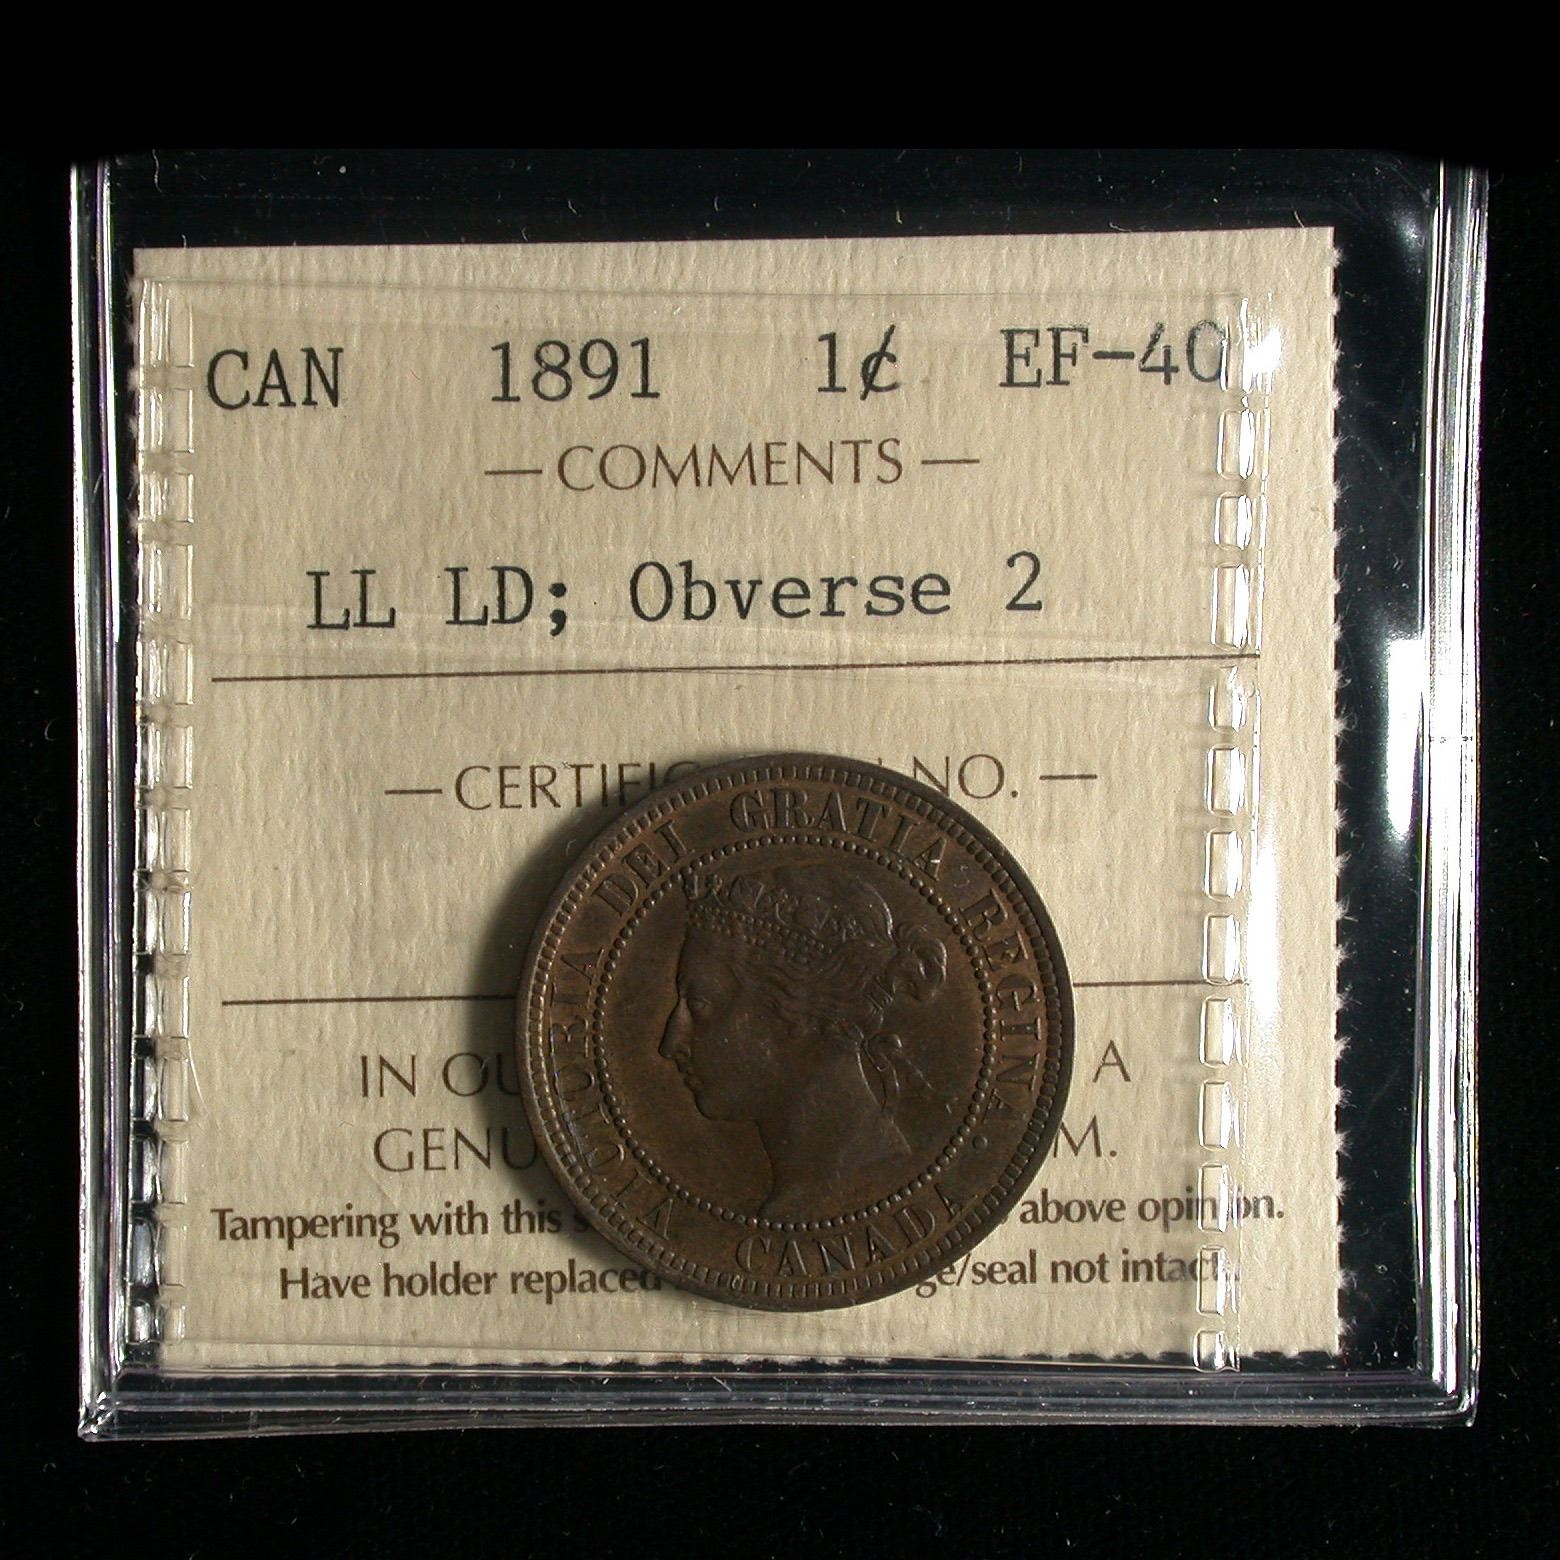 CAN 1891 1¢ EF-40
— COMMENTS —
LL LD; Obverse 2
— CERTIFIC NO. —
IN OU A
GENU M.
Tampering with this s above opinion.
Have holder replaced ge/seal not intact.
VICTORIA DEI GRATIA REGINA.
CANADA